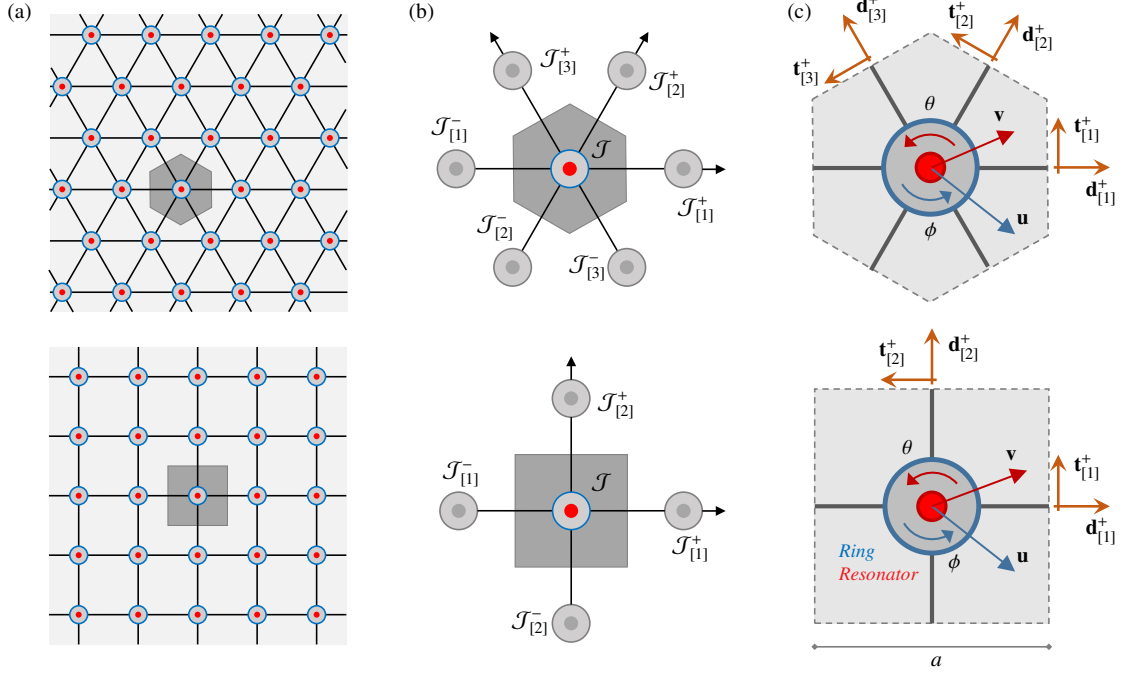 (a)
(b)
(c)
𝒥⁺[3]
𝒥⁺[2]
𝒥⁻[1]
𝒥
𝒥⁺[1]
𝒥⁻[2]
𝒥⁻[3]
d⁺[3]
t⁺[2]
d⁺[2]
t⁺[3]
θ
v
t⁺[1]
d⁺[1]
ϕ
u
𝒥⁺[2]
𝒥⁻[1]
𝒥
𝒥⁺[1]
𝒥⁻[2]
t⁺[2]
d⁺[2]
θ
v
t⁺[1]
d⁺[1]
Ring
Resonator
ϕ
u
a